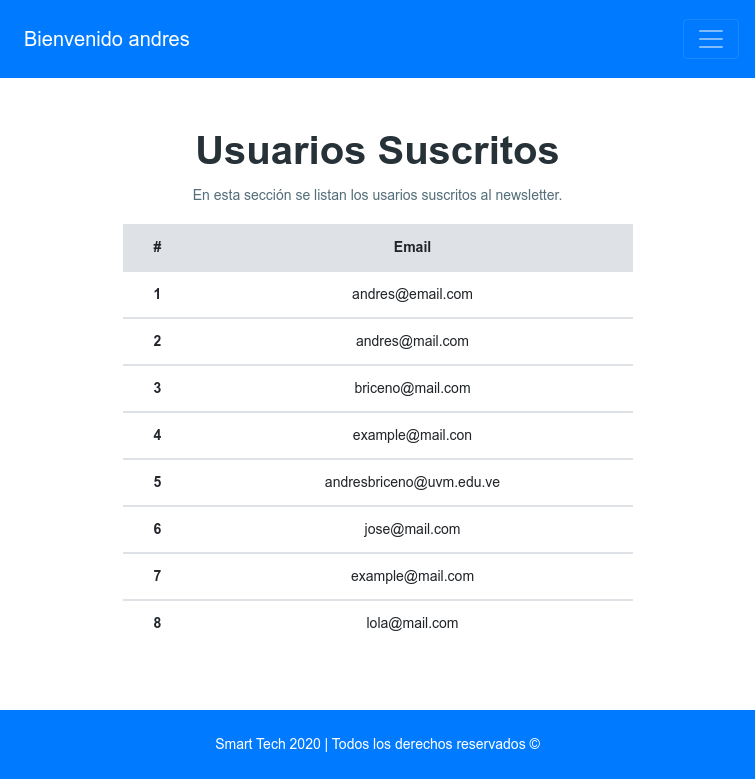 Bienvenido andres
Usuarios Suscritos
En esta sección se listan los usarios suscritos al newsletter.
# Email
1 andres@email.com
2 andres@mail.com
3 briceno@mail.com
4 example@mail.con
5 andresbriceno@uvm.edu.ve
6 jose@mail.com
7 example@mail.com
8 lola@mail.com
Smart Tech 2020 | Todos los derechos reservados ©